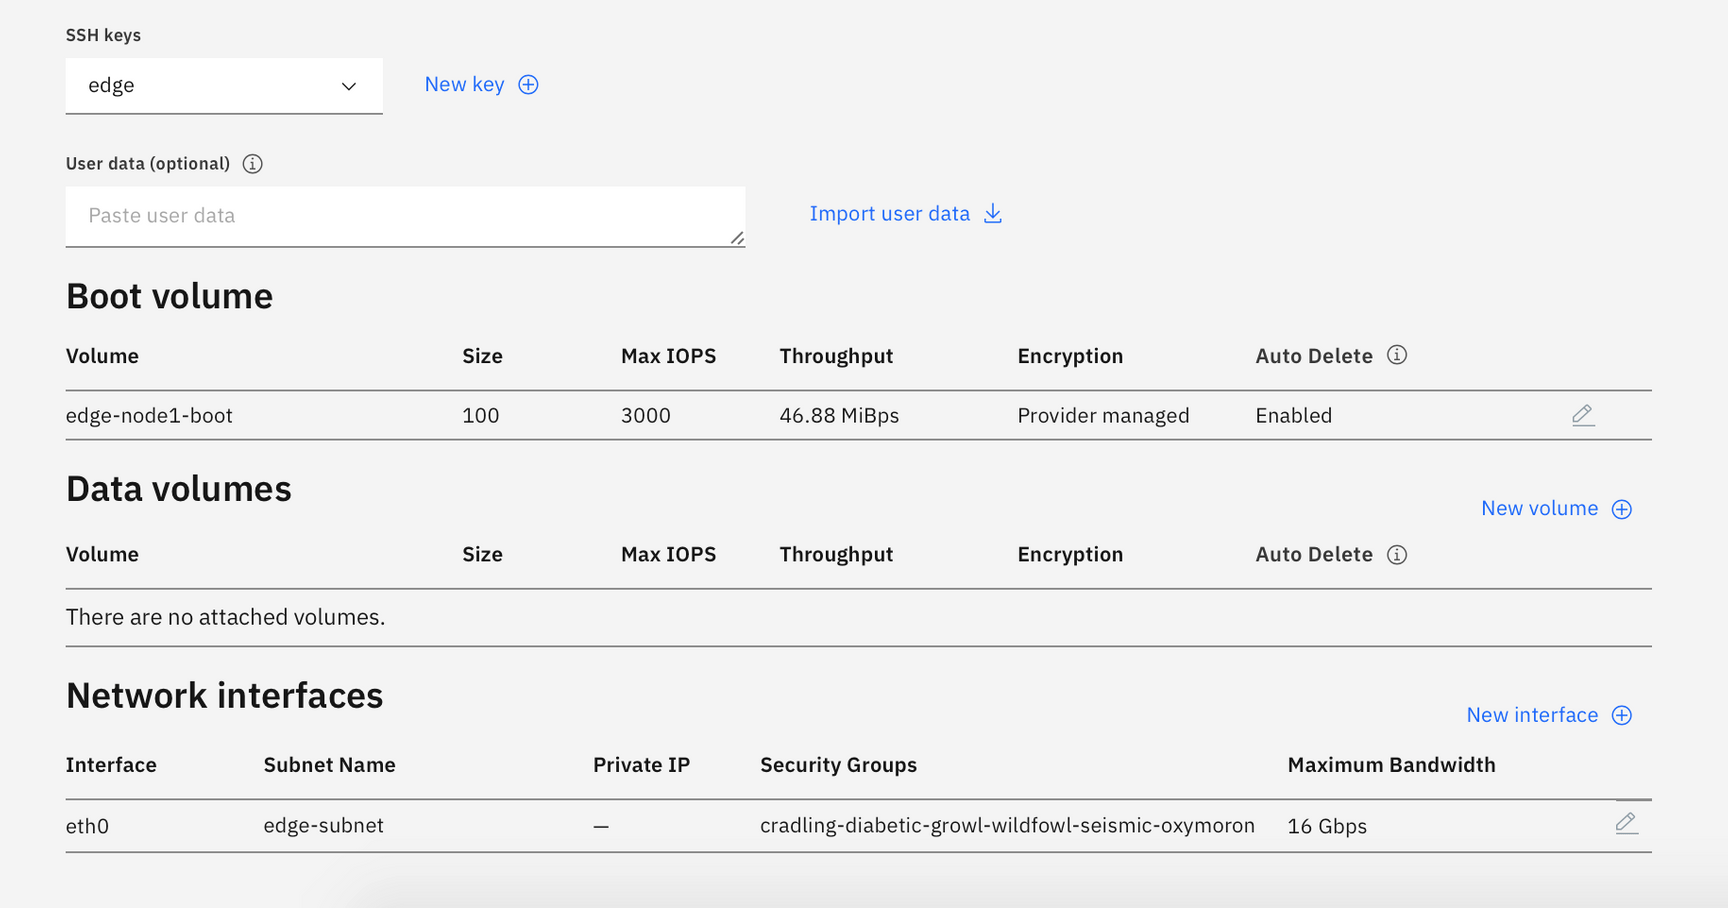 SSH keys
edge
New key
User data (optional)
Paste user data
Import user data
Boot volume
Volume Size Max IOPS Throughput Encryption Auto Delete
edge-node1-boot 100 3000 46.88 MiBps Provider managed Enabled
Data volumes
New volume
Volume Size Max IOPS Throughput Encryption Auto Delete
There are no attached volumes.
Network interfaces
New interface
Interface Subnet Name Private IP Security Groups Maximum Bandwidth
eth0 edge-subnet – cradling-diabetic-growl-wildfowl-seismic-oxymoron 16 Gbps